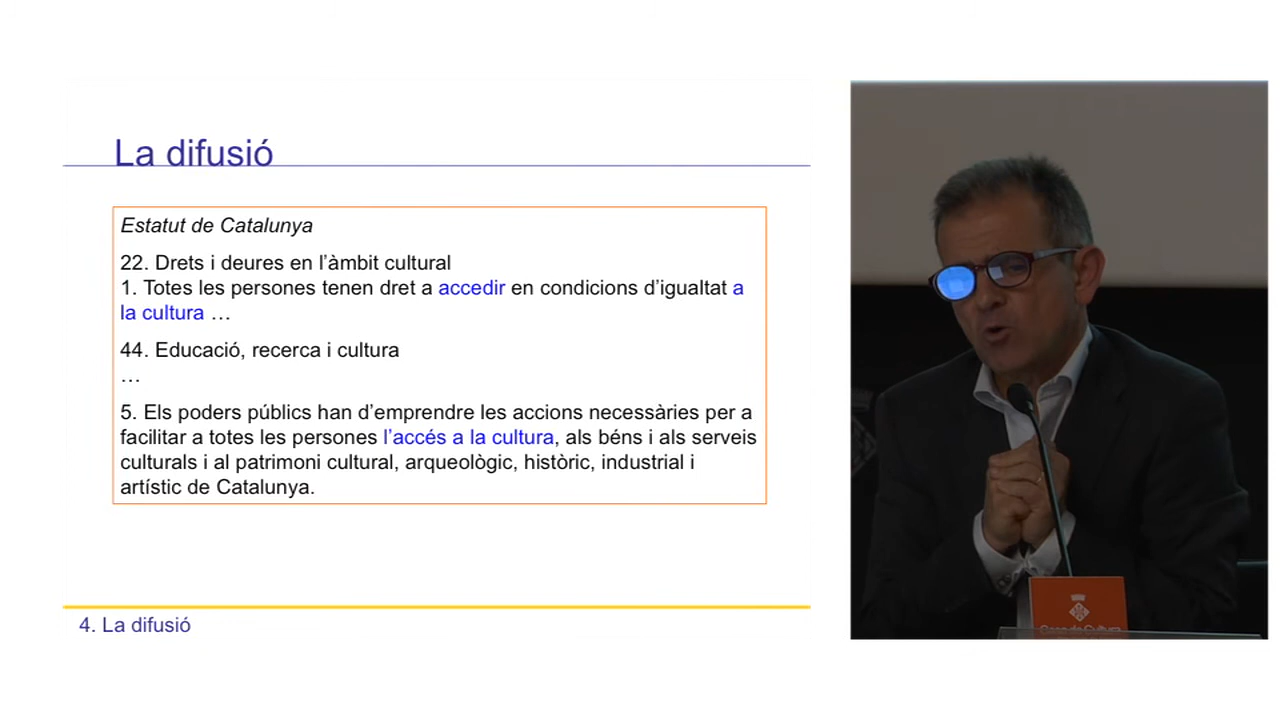 La difusió
Estatut de Catalunya
22. Drets i deures en l’àmbit cultural
1. Totes les persones tenen dret a accedir en condicions d’igualtat a
la cultura …
44. Educació, recerca i cultura
…
5. Els poders públics han d’emprendre les accions necessàries per a
facilitar a totes les persones l’accés a la cultura, als béns i als serveis
culturals i al patrimoni cultural, arqueològic, històric, industrial i
artístic de Catalunya.
4. La difusió
Casa de Cultura